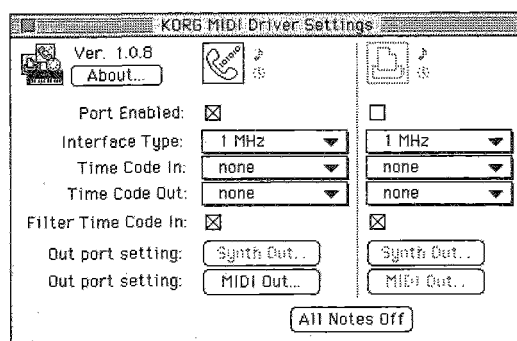 KORG MIDI Driver Settings
Ver. 1.0.8
About...
Port Enabled:
Interface Type: 1 MHz 1 MHz
Time Code In: none none
Time Code Out: none none
Filter Time Code In:
Out port setting: Synth Out.. Synth Out..
Out port setting: MIDI Out... MIDI Out..
All Notes Off